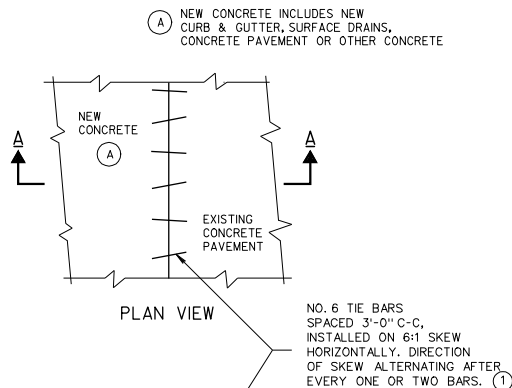 A NEW CONCRETE INCLUDES NEW
CURB & GUTTER, SURFACE DRAINS,
CONCRETE PAVEMENT OR OTHER CONCRETE
NEW
CONCRETE
A
A
A
EXISTING
CONCRETE
PAVEMENT
PLAN VIEW
NO. 6 TIE BARS
SPACED 3'-0" C-C,
INSTALLED ON 6:1 SKEW
HORIZONTALLY. DIRECTION
OF SKEW ALTERNATING AFTER
EVERY ONE OR TWO BARS. 1